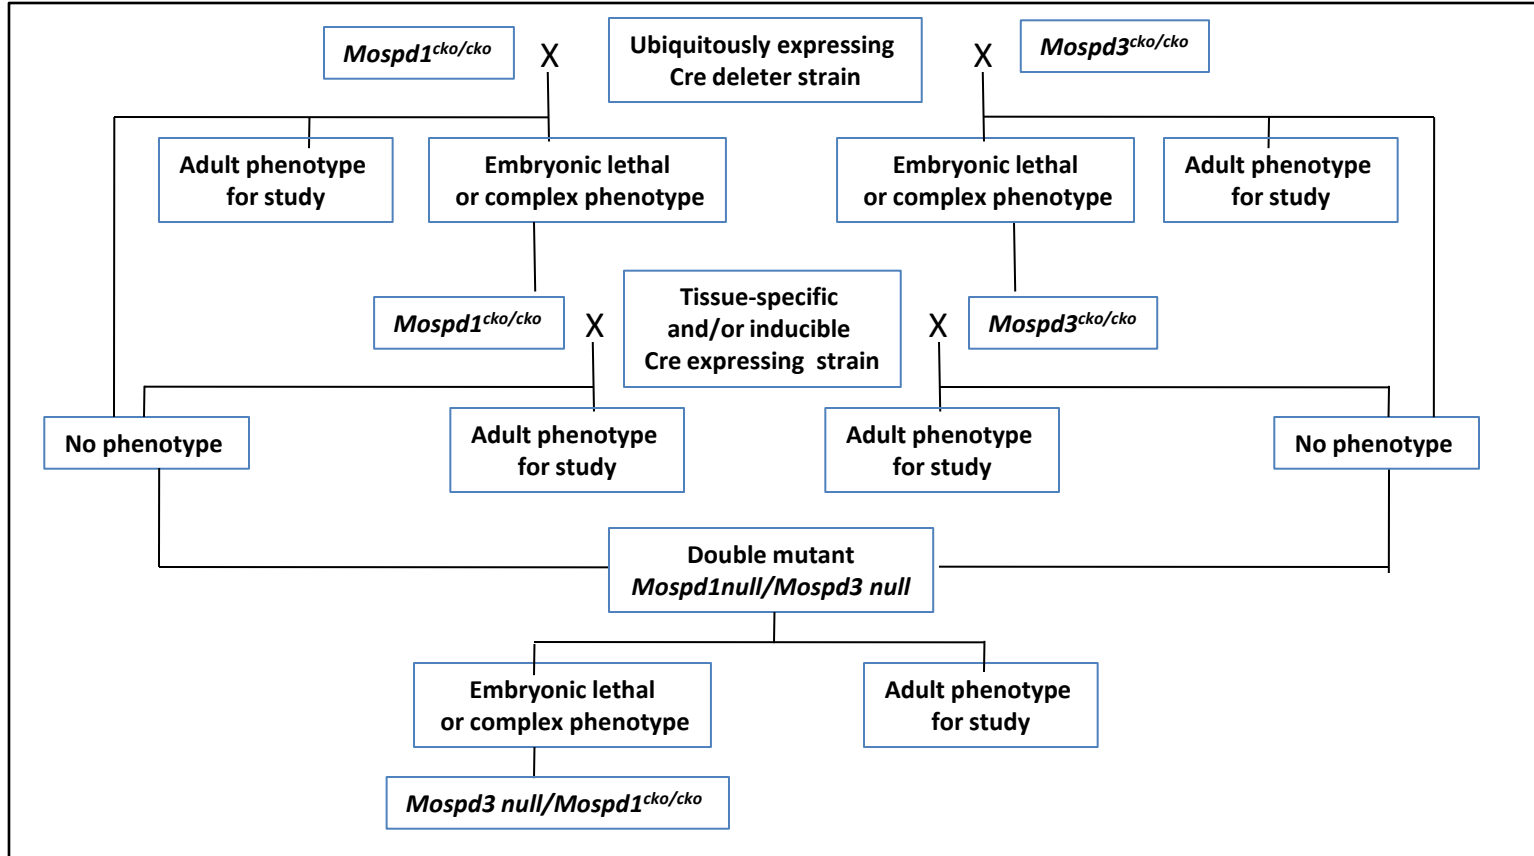 Mospd1cko/cko
X
Ubiquitously expressing
Cre deleter strain
X
Mospd3cko/cko
Adult phenotype
for study
Embryonic lethal
or complex phenotype
Embryonic lethal
or complex phenotype
Adult phenotype
for study
Mospd1cko/cko
X
Tissue-specific
and/or inducible
Cre expressing strain
X
Mospd3cko/cko
No phenotype
Adult phenotype
for study
Adult phenotype
for study
No phenotype
Double mutant
Mospd1null/Mospd3 null
Embryonic lethal
or complex phenotype
Adult phenotype
for study
Mospd3 null/Mospd1cko/cko